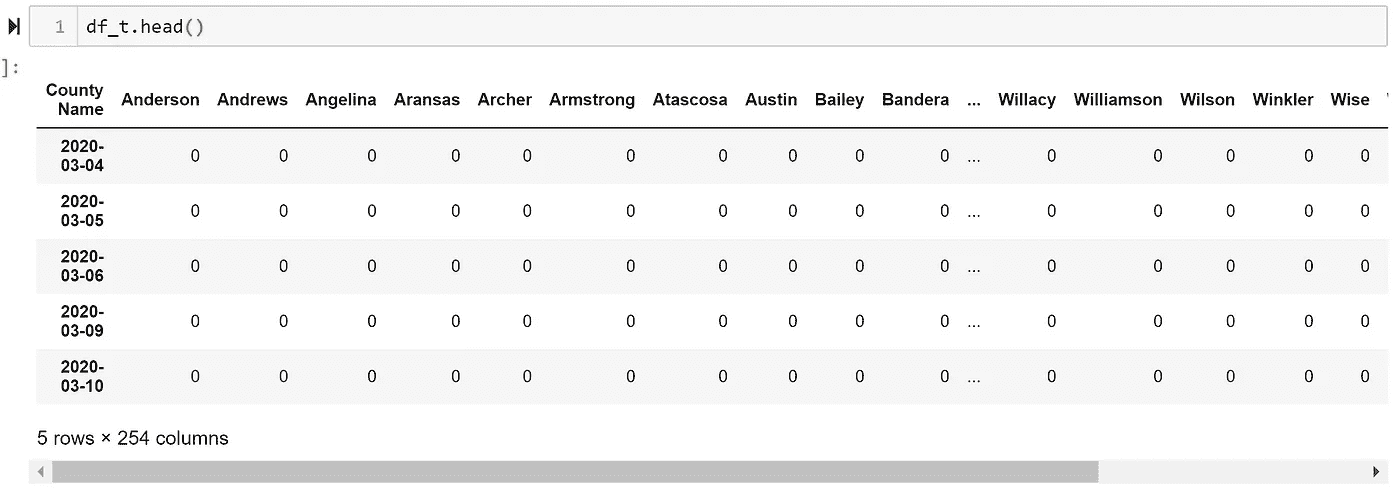 1 df_t.head()
]:
County Name Anderson Andrews Angelina Aransas Archer Armstrong Atascosa Austin Bailey Bandera ... Willacy Williamson Wilson Winkler Wise
2020-03-04 0 0 0 0 0 0 0 0 0 0 ... 0 0 0 0 0
2020-03-05 0 0 0 0 0 0 0 0 0 0 ... 0 0 0 0 0
2020-03-06 0 0 0 0 0 0 0 0 0 0 ... 0 0 0 0 0
2020-03-09 0 0 0 0 0 0 0 0 0 0 ... 0 0 0 0 0
2020-03-10 0 0 0 0 0 0 0 0 0 0 ... 0 0 0 0 0
5 rows × 254 columns